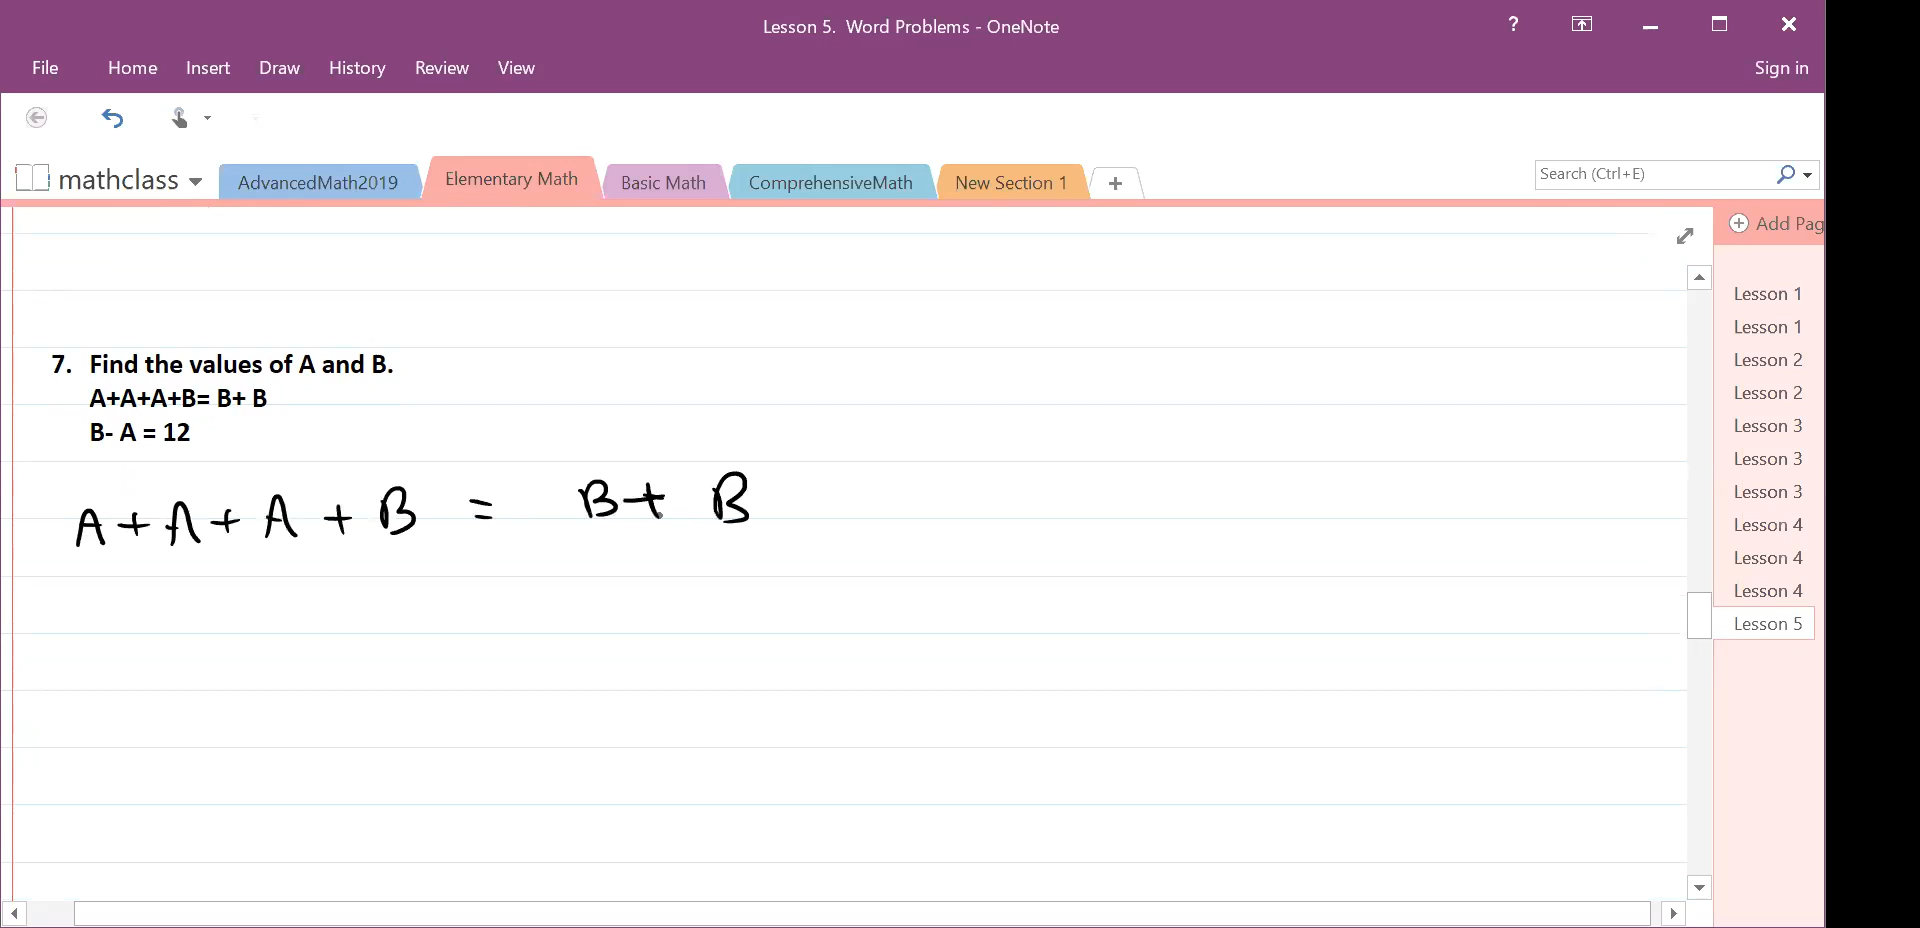 Lesson 5.  Word Problems - OneNote
?
File Home Insert Draw History Review View Sign in
mathclass AdvancedMath2019 Elementary Math Basic Math ComprehensiveMath New Section 1 + Search (Ctrl+E)
Add Pag
7. Find the values of A and B.
A+A+A+B= B+ B
B- A = 12
A + A + A + B = B + B
Lesson 1
Lesson 1
Lesson 2
Lesson 2
Lesson 3
Lesson 3
Lesson 3
Lesson 4
Lesson 4
Lesson 4
Lesson 5